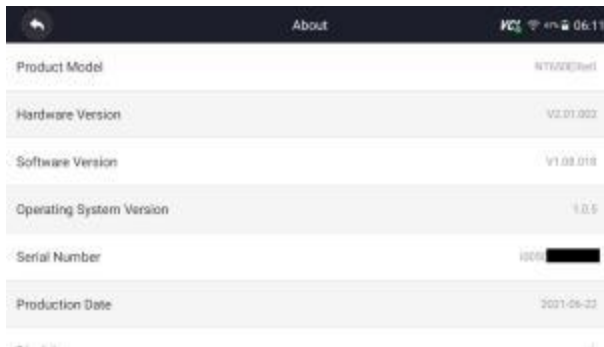 About
VCI 06:11
Product Model
Hardware Version V2.01.002
Software Version V1.08.018
Operating System Version 1.0.5
Serial Number
Production Date 2021-06-22